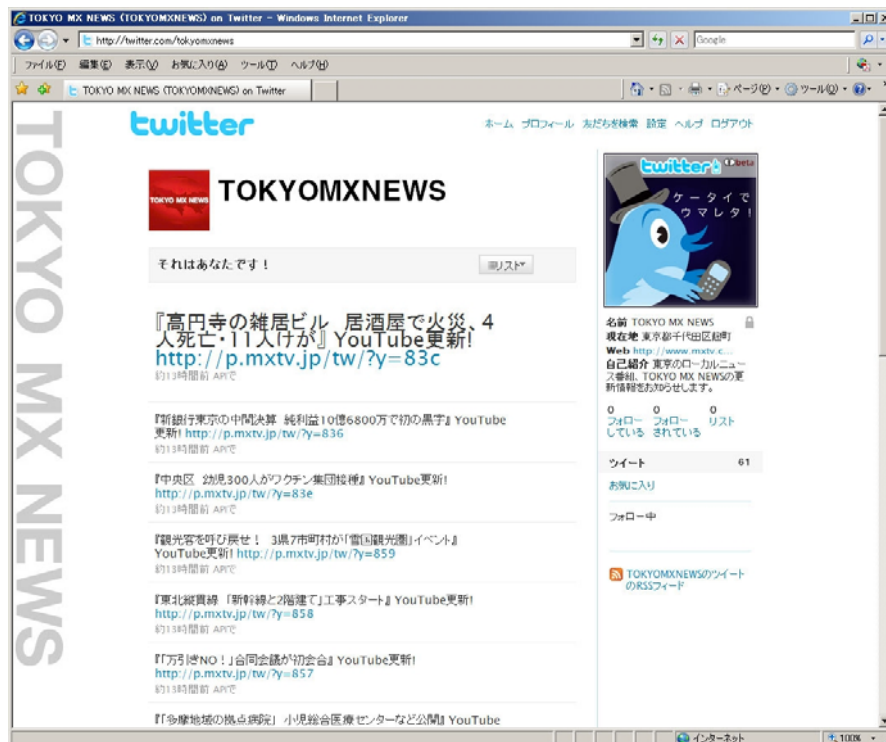 TOKYO MX NEWS (TOKYOMXNEWS) on Twitter - Windows Internet Explorer
http://twitter.com/tokyomxnews
Google
ファイル(F) 編集(E) 表示(V) お気に入り(A) ツール(T) ヘルプ(H)
TOKYO MX NEWS (TOKYOMXNEWS) on Twitter
ページ(P) ツール(O)
TOKYO MX NEWS
twitter
ホーム プロフィール 友だちを検索 設定 ヘルプ ログアウト
TOKYO MX NEWS
TOKYOMXNEWS
それはあなたです!
リスト
『高円寺の雑居ビル 居酒屋で火災、4
人死亡・11人けが』 YouTube更新!
http://p.mxtv.jp/tw/?y=83c
約13時間前 APIで
『新銀行東京の中間決算 純利益10億6800万で初の黒字』 YouTube
更新! http://p.mxtv.jp/tw/?y=836
約13時間前 APIで
『中央区 幼児300人がワクチン集団接種』 YouTube更新!
http://p.mxtv.jp/tw/?y=83e
約13時間前 APIで
『観光客を呼び戻せ! 3県7市町村が「雪国観光圏」イベント』
YouTube更新! http://p.mxtv.jp/tw/?y=859
約13時間前 APIで
『東北縦貫線 「新幹線と2階建て」工事スタート』 YouTube更新!
http://p.mxtv.jp/tw/?y=858
約13時間前 APIで
『「万引きNO!」合同会議が初会合』 YouTube更新!
http://p.mxtv.jp/tw/?y=857
約13時間前 APIで
『「多摩地域の拠点病院」 小児総合医療センターなど公開』 YouTube
twitter beta
ケータイで
ウマレタ!
名前 TOKYO MX NEWS
現在地 東京都千代田区麹町
Web http://www.mxtv.c...
自己紹介 東京のローカルニュー
ス番組、TOKYO MX NEWSの更
新情報をお知らせします。
0 0 0
フォロー フォロー リスト
している されている
ツイート 61
お気に入り
フォロー中
TOKYOMXNEWSのツイート
のRSSフィード
インターネット 100%